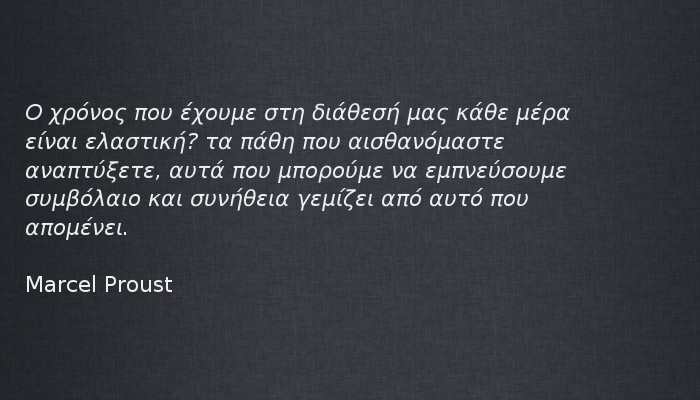 Ο χρόνος που έχουμε στη διάθεσή μας κάθε μέρα
είναι ελαστική? τα πάθη που αισθανόμαστε
αναπτύξετε, αυτά που μπορούμε να εμπνεύσουμε
συμβόλαιο και συνήθεια γεμίζει από αυτό που
απομένει.
Marcel Proust